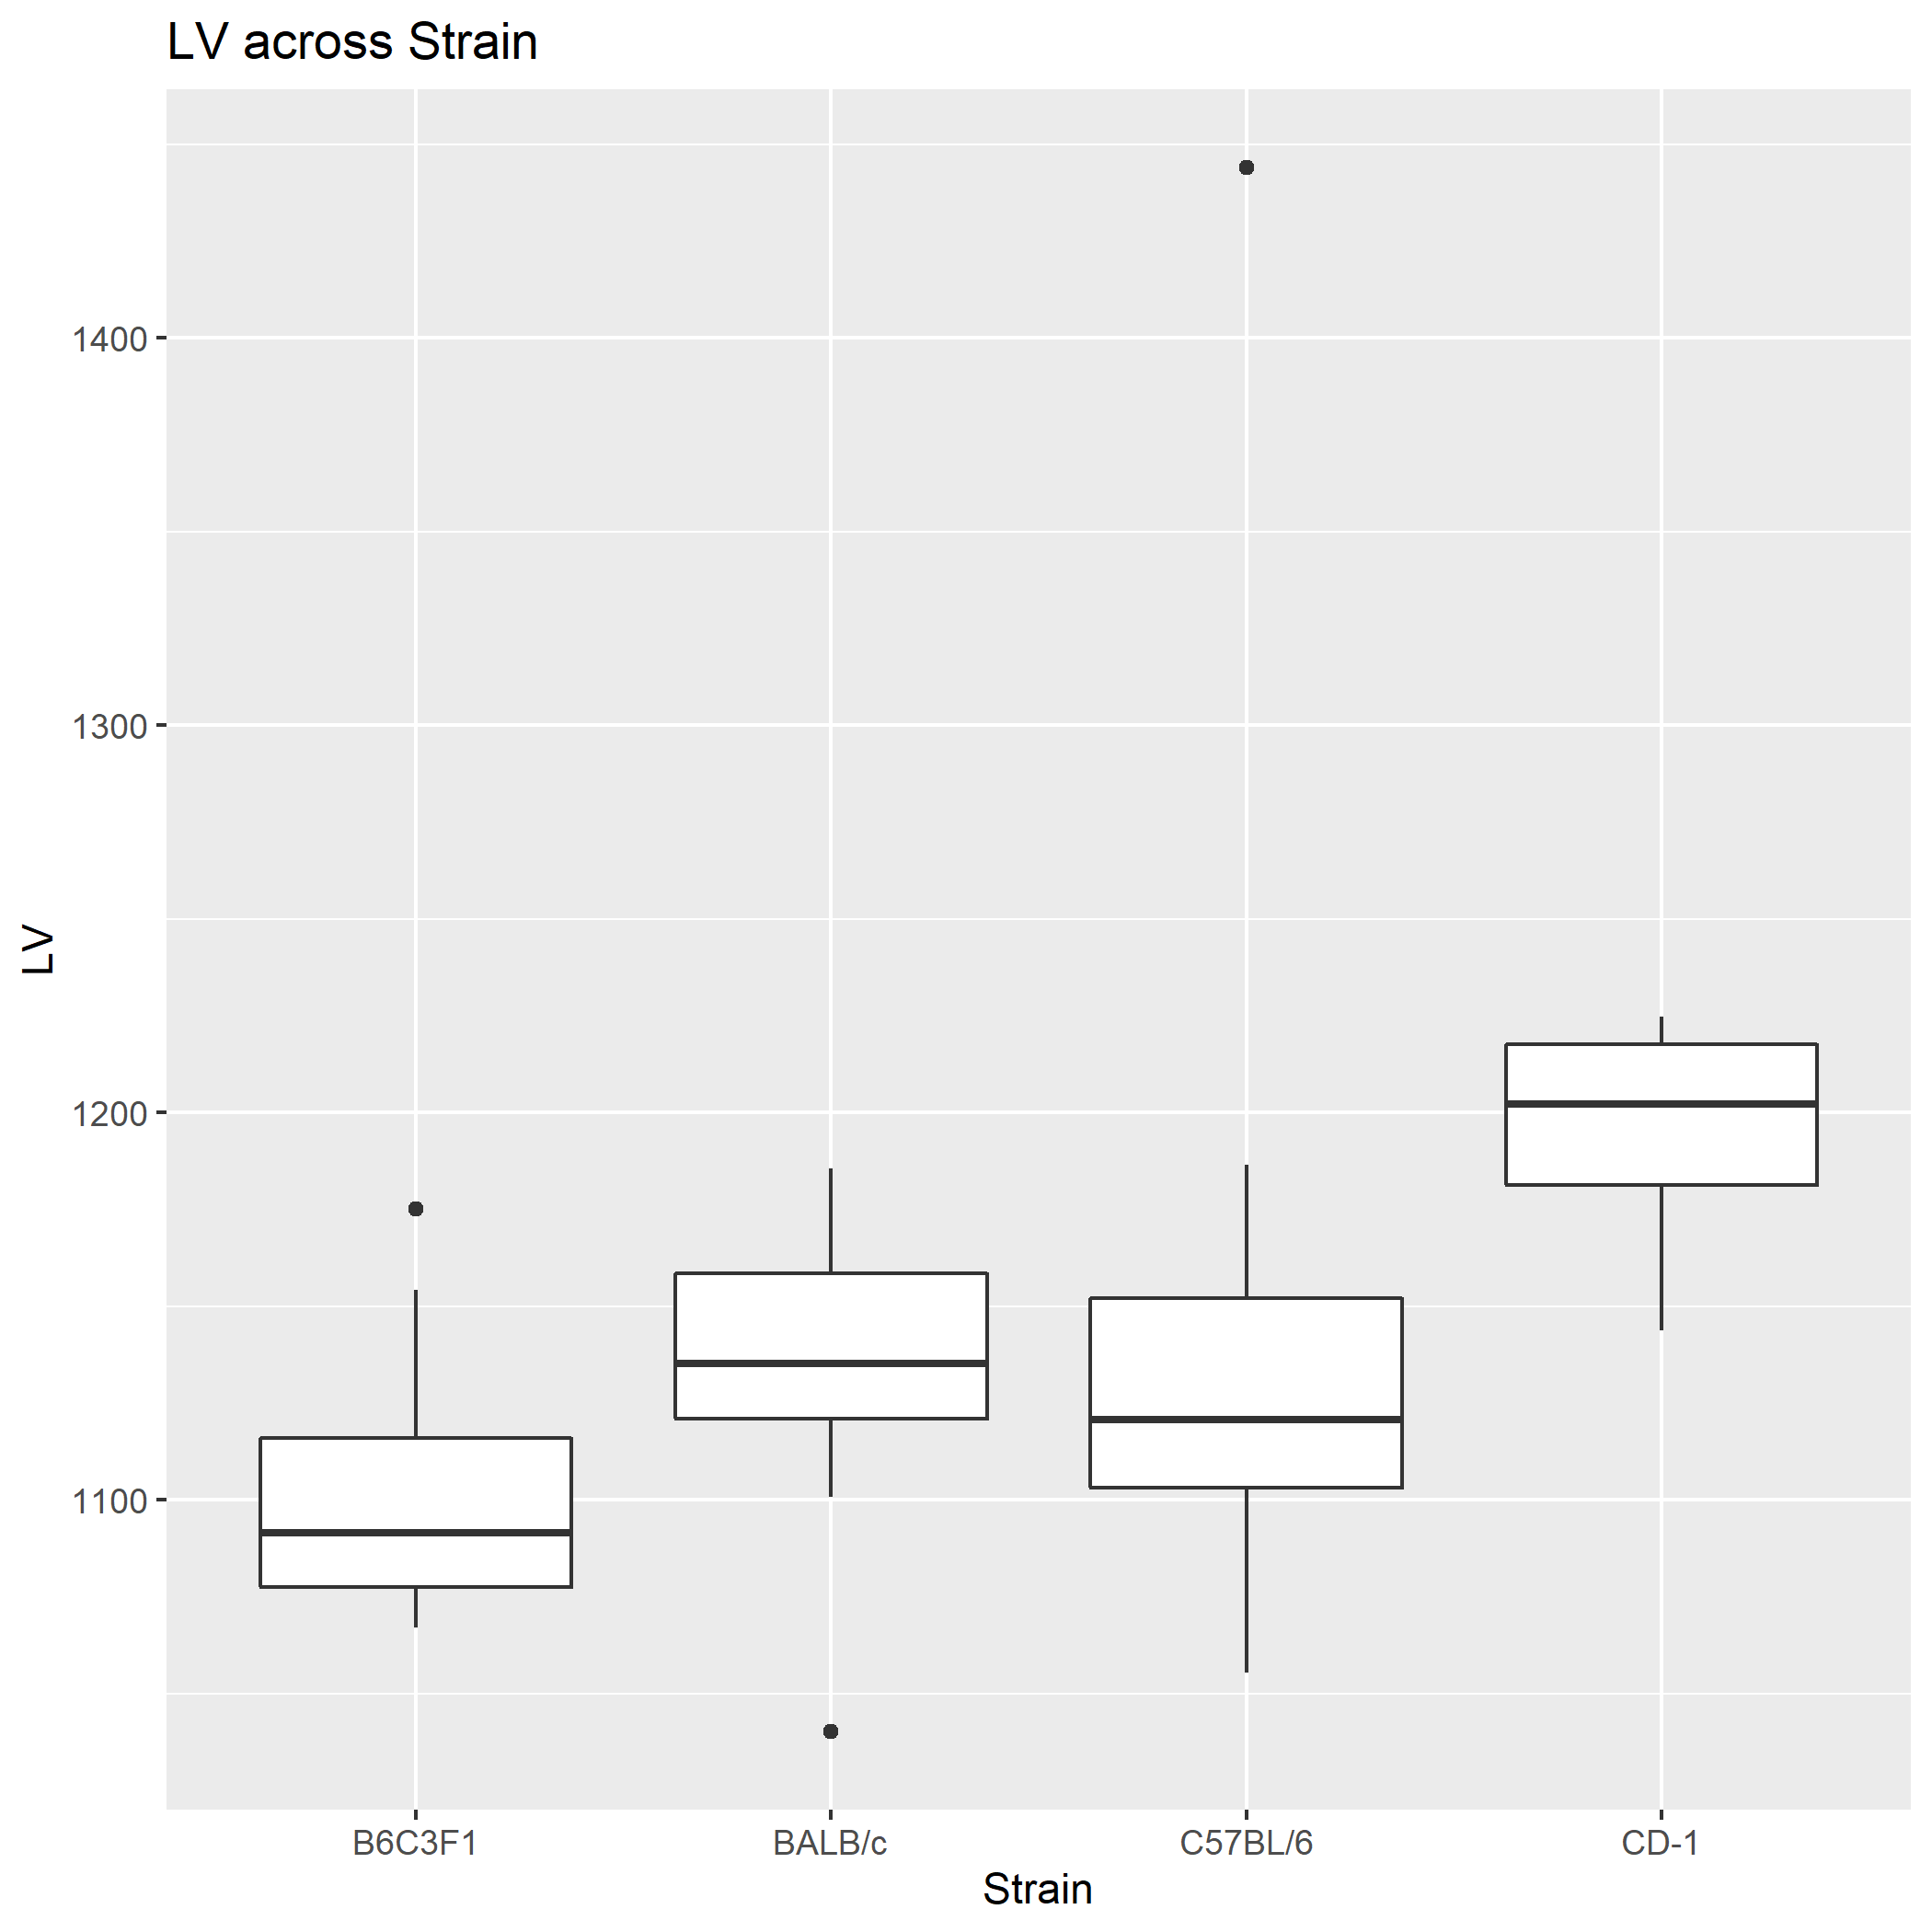 LV across Strain
LV
1400
1300
1200
1100
B6C3F1 BALB/c C57BL/6 CD-1
Strain